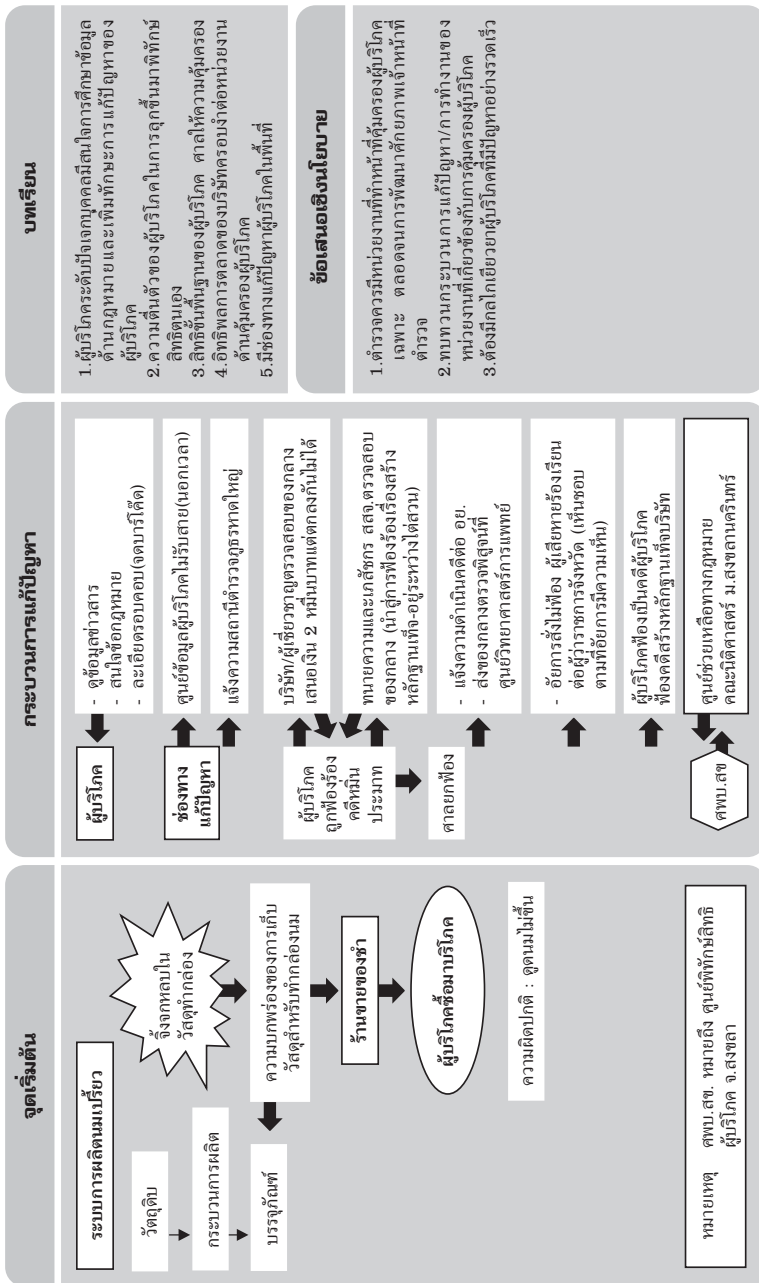 จุดเริ่มต้น
ระบบการผลิตนมเปรี้ยว
วัตถุดิบ
กระบวนการผลิต
บรรจุภัณฑ์
จิ้งจกหลบใน
วัสดุทำกล่อง
ความบกพร่องของการเก็บ
วัสดุสำหรับทำกล่องนม
ร้านขายของชำ
ผู้บริโภคซื้อมาบริโภค
ความผิดปกติ : ดูดนมไม่ขึ้น
หมายเหตุ ศพบ.สข. หมายถึง ศูนย์พิทักษ์สิทธิ
ผู้บริโภค จ.สงขลา
กระบวนการแก้ปัญหา
ผู้บริโภค
- ดูข้อมูลข่าวสาร
- สนใจข้อกฎหมาย
- ละเอียดรอบคอบ(จดบาร์โค๊ด)
ช่องทาง
แก้ปัญหา
ศูนย์ข้อมูลผู้บริโภคไม่รับสาย(นอกเวลา)
แจ้งความสถานีตำรวจภูธรหาดใหญ่
ผู้บริโภค
ถูกฟ้องร้อง
คดีหมิ่น
ประมาท
ศาลยกฟ้อง
บริษัท/ผู้เชี่ยวชาญตรวจสอบของกลาง
เสนอเงิน 2 หมื่นบาทแต่ตกลงกันไม่ได้
ทนายความและเภสัชกร สสจ.ตรวจสอบ
ของกลาง (นำสู่การฟ้องร้องเรื่องสร้าง
หลักฐานเท็จ-อยู่ระหว่างไต่สวน)
- แจ้งความดำเนินคดีต่อ อย.
- ส่งของกลางตรวจพิสูจน์ที่
ศูนย์วิทยาศาสตร์การแพทย์
- อัยการสั่งไม่ฟ้อง ผู้เสียหายร้องเรียน
ต่อผู้ว่าราชการจังหวัด (เห็นชอบ
ตามที่อัยการมีความเห็น)
ผู้บริโภคฟ้องเป็นคดีผู้บริโภค
ฟ้องคดีสร้างหลักฐานเท็จบริษัท
ศพบ.สข
ศูนย์ช่วยเหลือทางกฎหมาย
คณะนิติศาสตร์ ม.สงขลานครินทร์
บทเรียน
1.ผู้บริโภคระดับปัจเจกบุคคลมีสนใจการศึกษาข้อมูล
ด้านกฎหมายและเพิ่มทักษะการ แก้ปัญหาของ
ผู้บริโภค
2.ความตื่นตัวของผู้บริโภคในการลุกขึ้นมาพิทักษ์
สิทธิตนเอง
3.สิทธิขั้นพื้นฐานของผู้บริโภค ศาลให้ความคุ้มครอง
4.อิทธิพลการตลาดของบริษัทครอบงำต่อหน่วยงาน
ด้านคุ้มครองผู้บริโภค
5.มีช่องทางแก้ปัญหาผู้บริโภคในพื้นที่
ข้อเสนอเชิงนโยบาย
1.ตำรวจควรมีหน่วยงานที่ทำหน้าที่คุ้มครองผู้บริโภค
เฉพาะ ตลอดจนการพัฒนาศักยภาพเจ้าหน้าที่
ตำรวจ
2.ทบทวนกระบวนการแก้ปัญหา/การทำงานของ
หน่วยงานที่เกี่ยวข้องกับการคุ้มครองผู้บริโภค
3.ต้องมีกลไกเยียวยาผู้บริโภคที่มีปัญหาอย่างรวดเร็ว